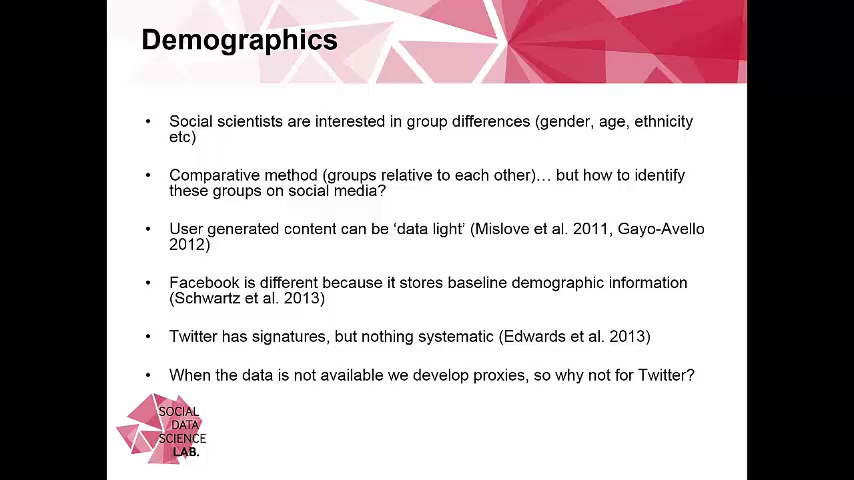 Demographics
• Social scientists are interested in group differences (gender, age, ethnicity
etc)
• Comparative method (groups relative to each other)… but how to identify
these groups on social media?
• User generated content can be ‘data light’ (Mislove et al. 2011, Gayo-Avello
2012)
• Facebook is different because it stores baseline demographic information
(Schwartz et al. 2013)
• Twitter has signatures, but nothing systematic (Edwards et al. 2013)
• When the data is not available we develop proxies, so why not for Twitter?
SOCIAL
DATA
SCIENCE
LAB.